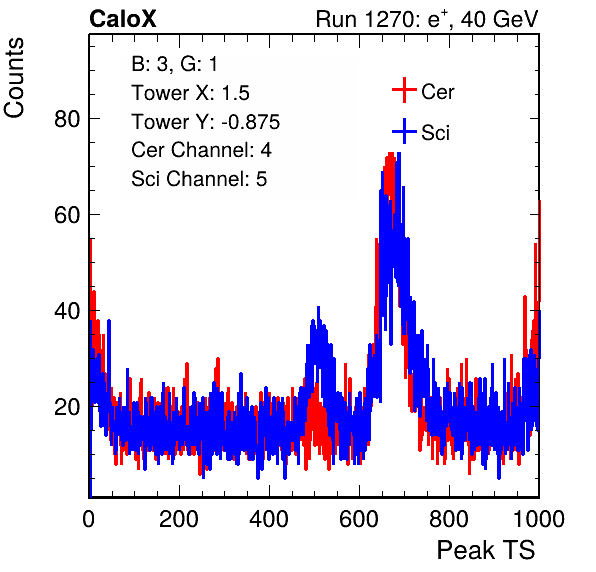 CaloX Run 1270: e⁺, 40 GeV
Counts
B: 3, G: 1
Tower X: 1.5
Tower Y: -0.875
Cer Channel: 4
Sci Channel: 5
Cer
Sci
80
60
40
20
0 200 400 600 800 1000
Peak TS